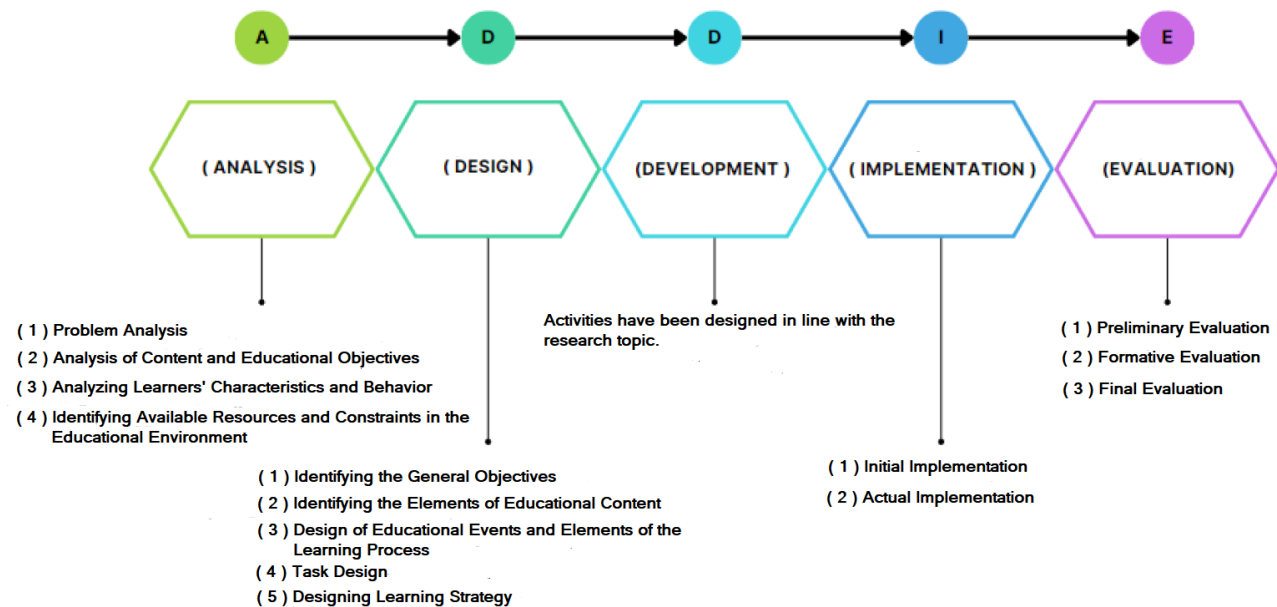 A
D
D
I
E
( ANALYSIS )
( DESIGN )
(DEVELOPMENT )
( IMPLEMENTATION )
(EVALUATION)
( 1 ) Problem Analysis
( 2 ) Analysis of Content and Educational Objectives
( 3 ) Analyzing Learners' Characteristics and Behavior
( 4 ) Identifying Available Resources and Constraints in the
Educational Environment
( 1 ) Identifying the General Objectives
( 2 ) Identifying the Elements of Educational Content
( 3 ) Design of Educational Events and Elements of the
Learning Process
( 4 ) Task Design
( 5 ) Designing Learning Strategy
Activities have been designed in line with the
research topic.
( 1 ) Initial Implementation
( 2 ) Actual Implementation
( 1 ) Preliminary Evaluation
( 2 ) Formative Evaluation
( 3 ) Final Evaluation